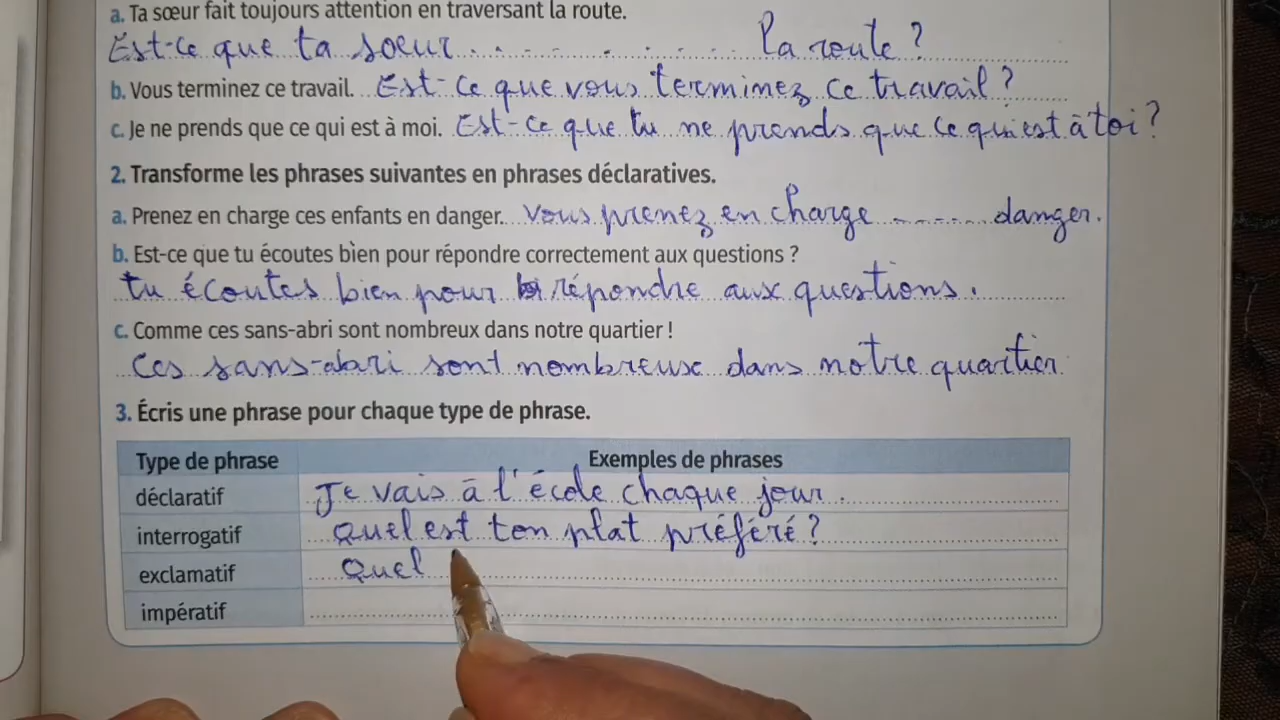 a. Ta sœur fait toujours attention en traversant la route.
Est-ce que ta soeur. . . . . . . . . la route ?
b. Vous terminez ce travail. Est-ce que vous terminez ce travail ?
c. Je ne prends que ce qui est à moi. Est-ce que tu ne prends que ce qui est à toi ?
2. Transforme les phrases suivantes en phrases déclaratives.
a. Prenez en charge ces enfants en danger. Vous prenez en charge ....... danger.
b. Est-ce que tu écoutes bien pour répondre correctement aux questions ?
tu écoutes bien pour répondre aux questions.
c. Comme ces sans-abri sont nombreux dans notre quartier !
Ces sans-abri sont nombreux dans notre quartier.
3. Écris une phrase pour chaque type de phrase.
Type de phrase Exemples de phrases
déclaratif Je vais à l'école chaque jour.
interrogatif Quel est ton plat préféré ?
exclamatif Quel
impératif